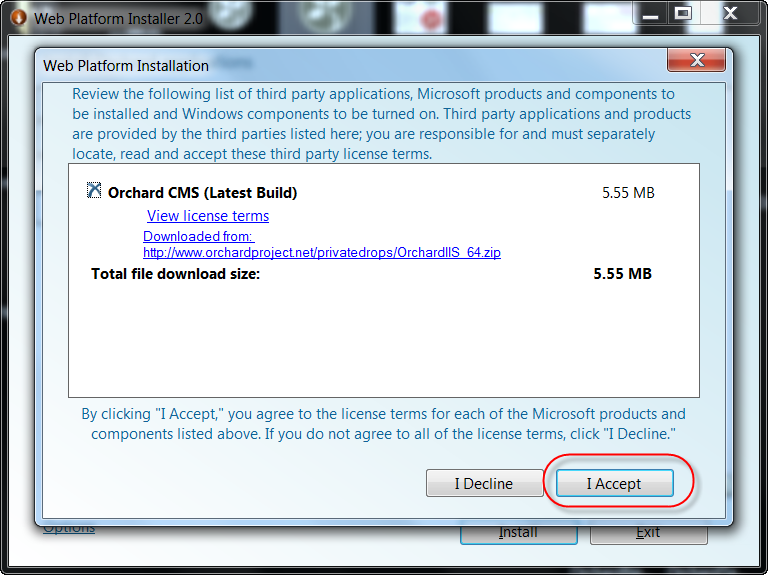 Web Platform Installer 2.0
Web Platform Installation
Review the following list of third party applications, Microsoft products and components to
be installed and Windows components to be turned on. Third party applications and products
are provided by the third parties listed here; you are responsible for and must separately
locate, read and accept these third party license terms.
Orchard CMS (Latest Build) 5.55 MB
View license terms
Downloaded from:
http://www.orchardproject.net/privatedrops/OrchardIIS_64.zip
Total file download size: 5.55 MB
By clicking "I Accept," you agree to the license terms for each of the Microsoft products and
components listed above. If you do not agree to all of the license terms, click "I Decline."
I Decline I Accept
Options Install Exit